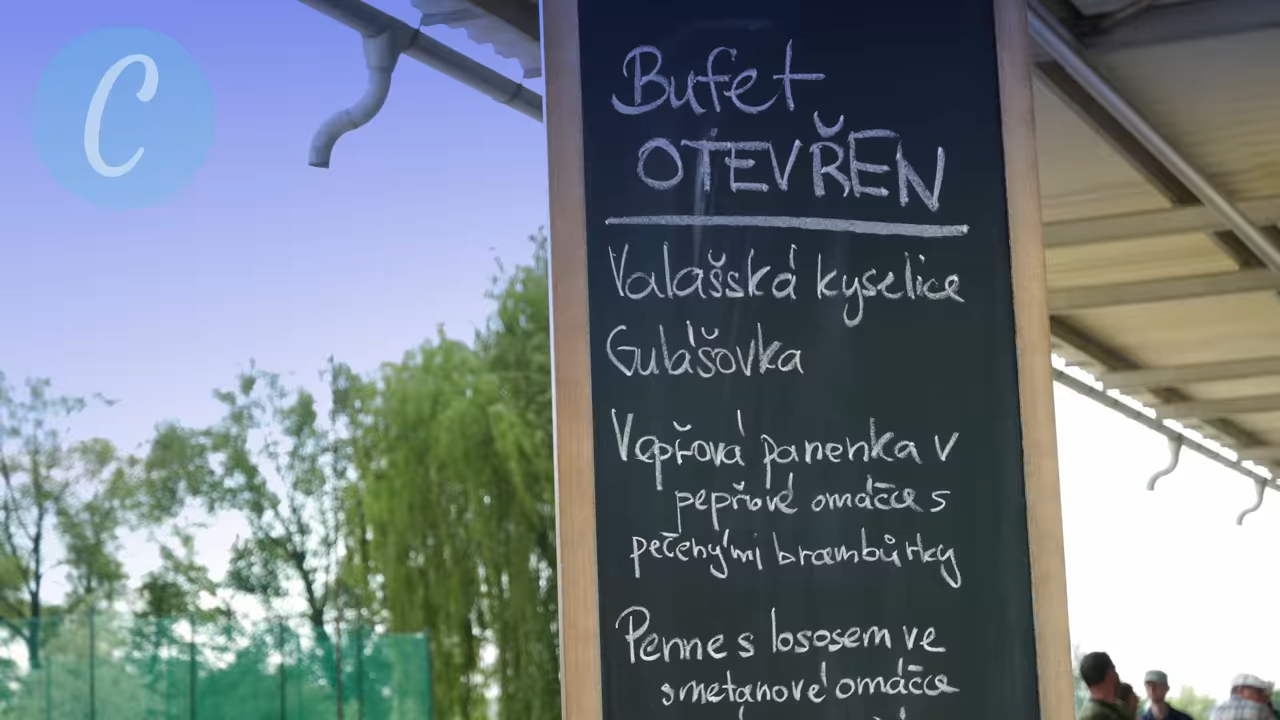 C
Bufet
OTEVŘEN
Valašská kyselice
Gulášovka
Vepřová panenka v
pepřové omáčce s
pečenými brambůrky
Penne s lososem ve
smetanové omáčce